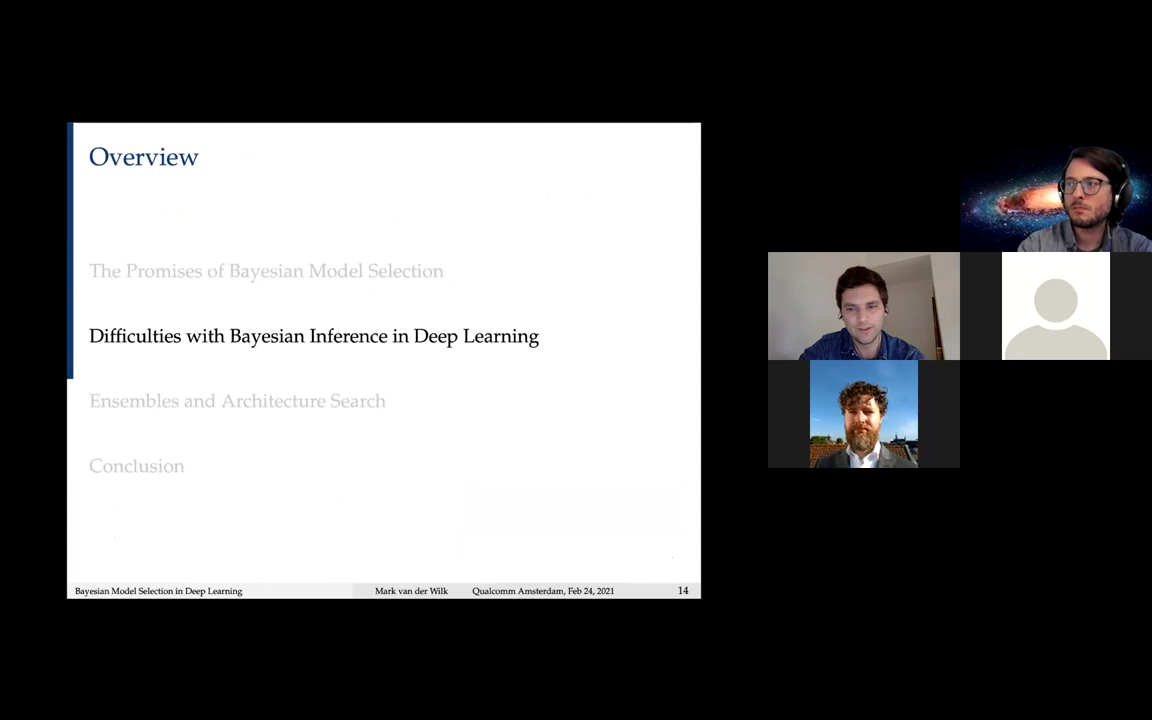 Overview
The Promises of Bayesian Model Selection
Difficulties with Bayesian Inference in Deep Learning
Ensembles and Architecture Search
Conclusion
Bayesian Model Selection in Deep Learning Mark van der Wilk Qualcomm Amsterdam, Feb 24, 2021 14